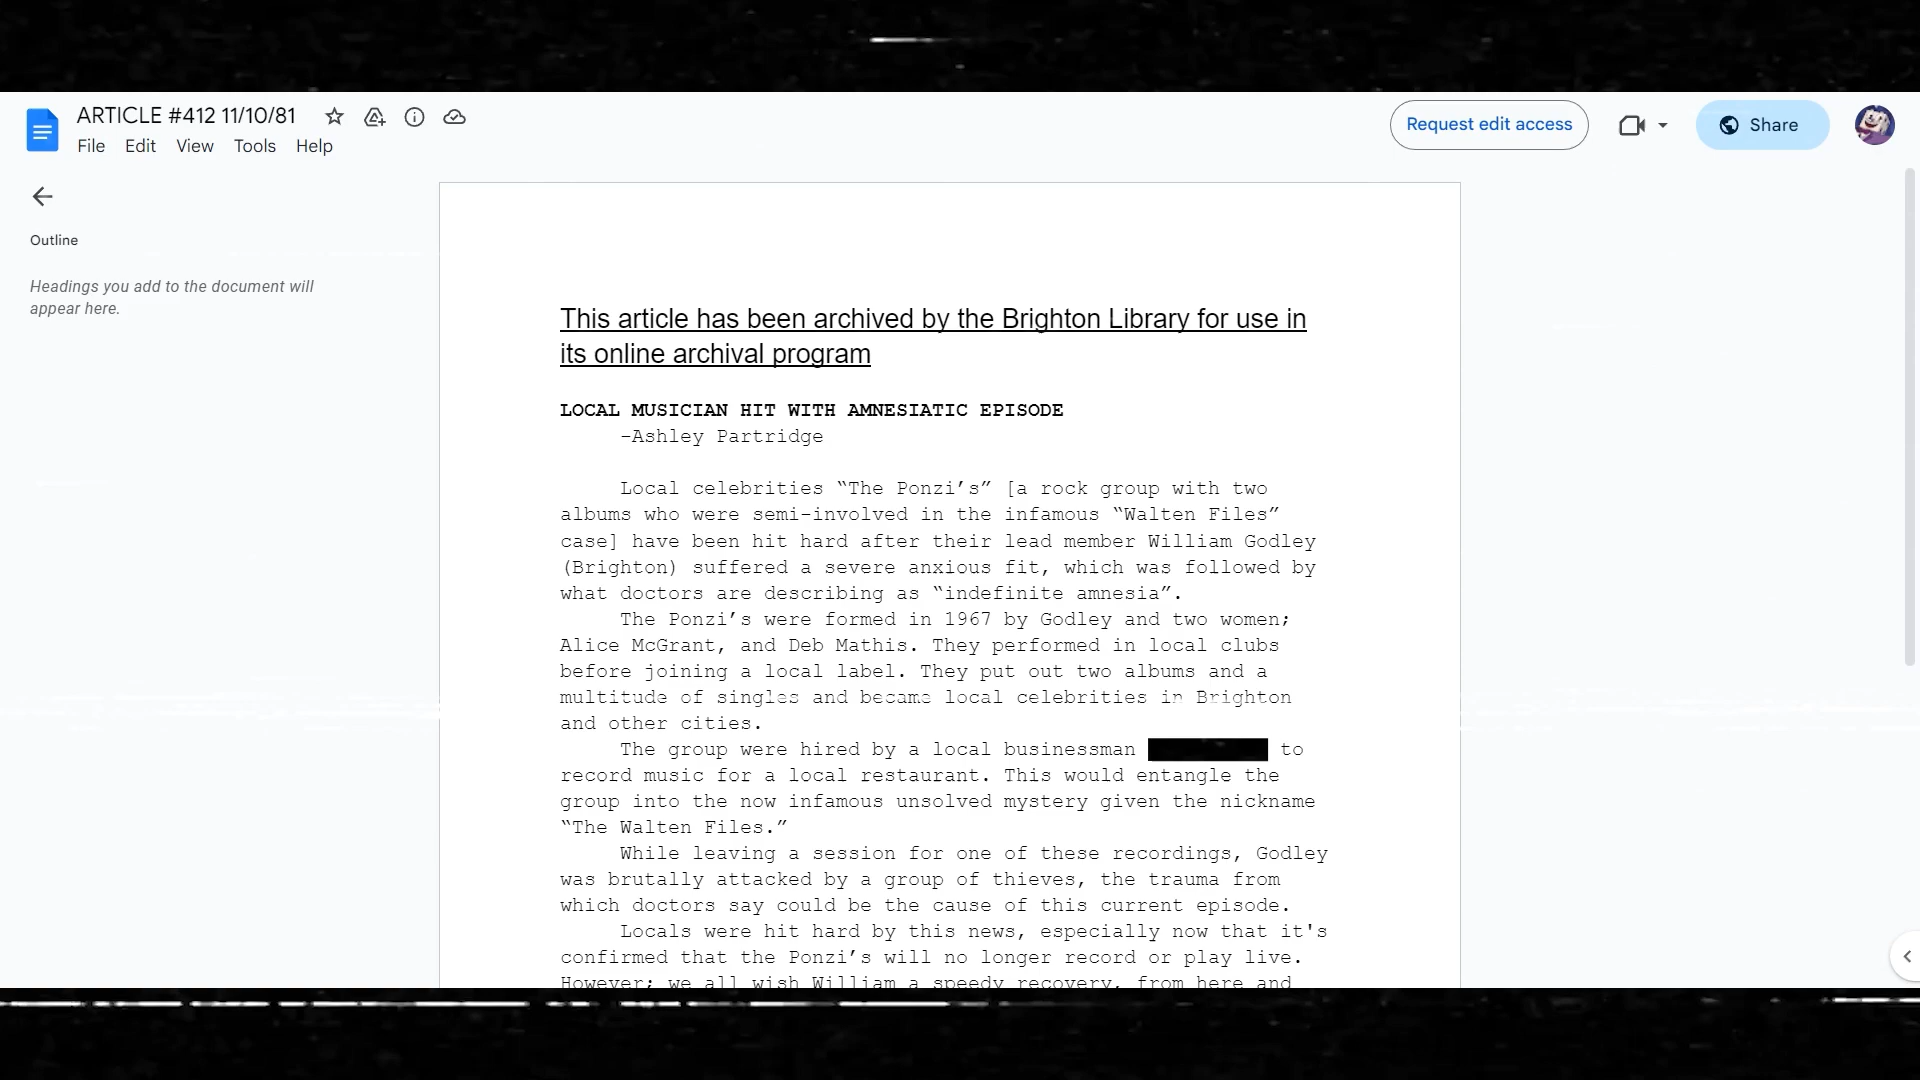 ARTICLE #412 11/10/81
File Edit View Tools Help
Request edit access
Share
Outline
Headings you add to the document will
appear here.
This article has been archived by the Brighton Library for use in
its online archival program
LOCAL MUSICIAN HIT WITH AMNESIATIC EPISODE
-Ashley Partridge
Local celebrities “The Ponzi’s” [a rock group with two
albums who were semi-involved in the infamous “Walten Files”
case] have been hit hard after their lead member William Godley
(Brighton) suffered a severe anxious fit, which was followed by
what doctors are describing as “indefinite amnesia”.
The Ponzi’s were formed in 1967 by Godley and two women;
Alice McGrant, and Deb Mathis. They performed in local clubs
before joining a local label. They put out two albums and a
multitude of singles and became local celebrities in Brighton
and other cities.
The group were hired by a local businessman to
record music for a local restaurant. This would entangle the
group into the now infamous unsolved mystery given the nickname
“The Walten Files.”
While leaving a session for one of these recordings, Godley
was brutally attacked by a group of thieves, the trauma from
which doctors say could be the cause of this current episode.
Locals were hit hard by this news, especially now that it's
confirmed that the Ponzi’s will no longer record or play live.
However; we all wish William a speedy recovery, from here and